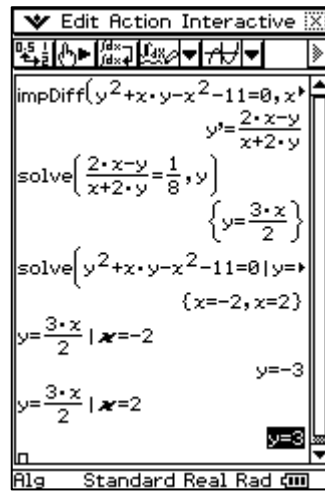 Edit Action Interactive
impDiff(y²+x·y-x²-11=0,x
y'=(2·x-y)/(x+2·y)
solve((2·x-y)/(x+2·y)=1/8,y)
{y=(3·x)/2}
solve(y²+x·y-x²-11=0|y=
{x=-2,x=2}
y=(3·x)/2 | x=-2
y=-3
y=(3·x)/2 | x=2
y=3
Alg Standard Real Rad